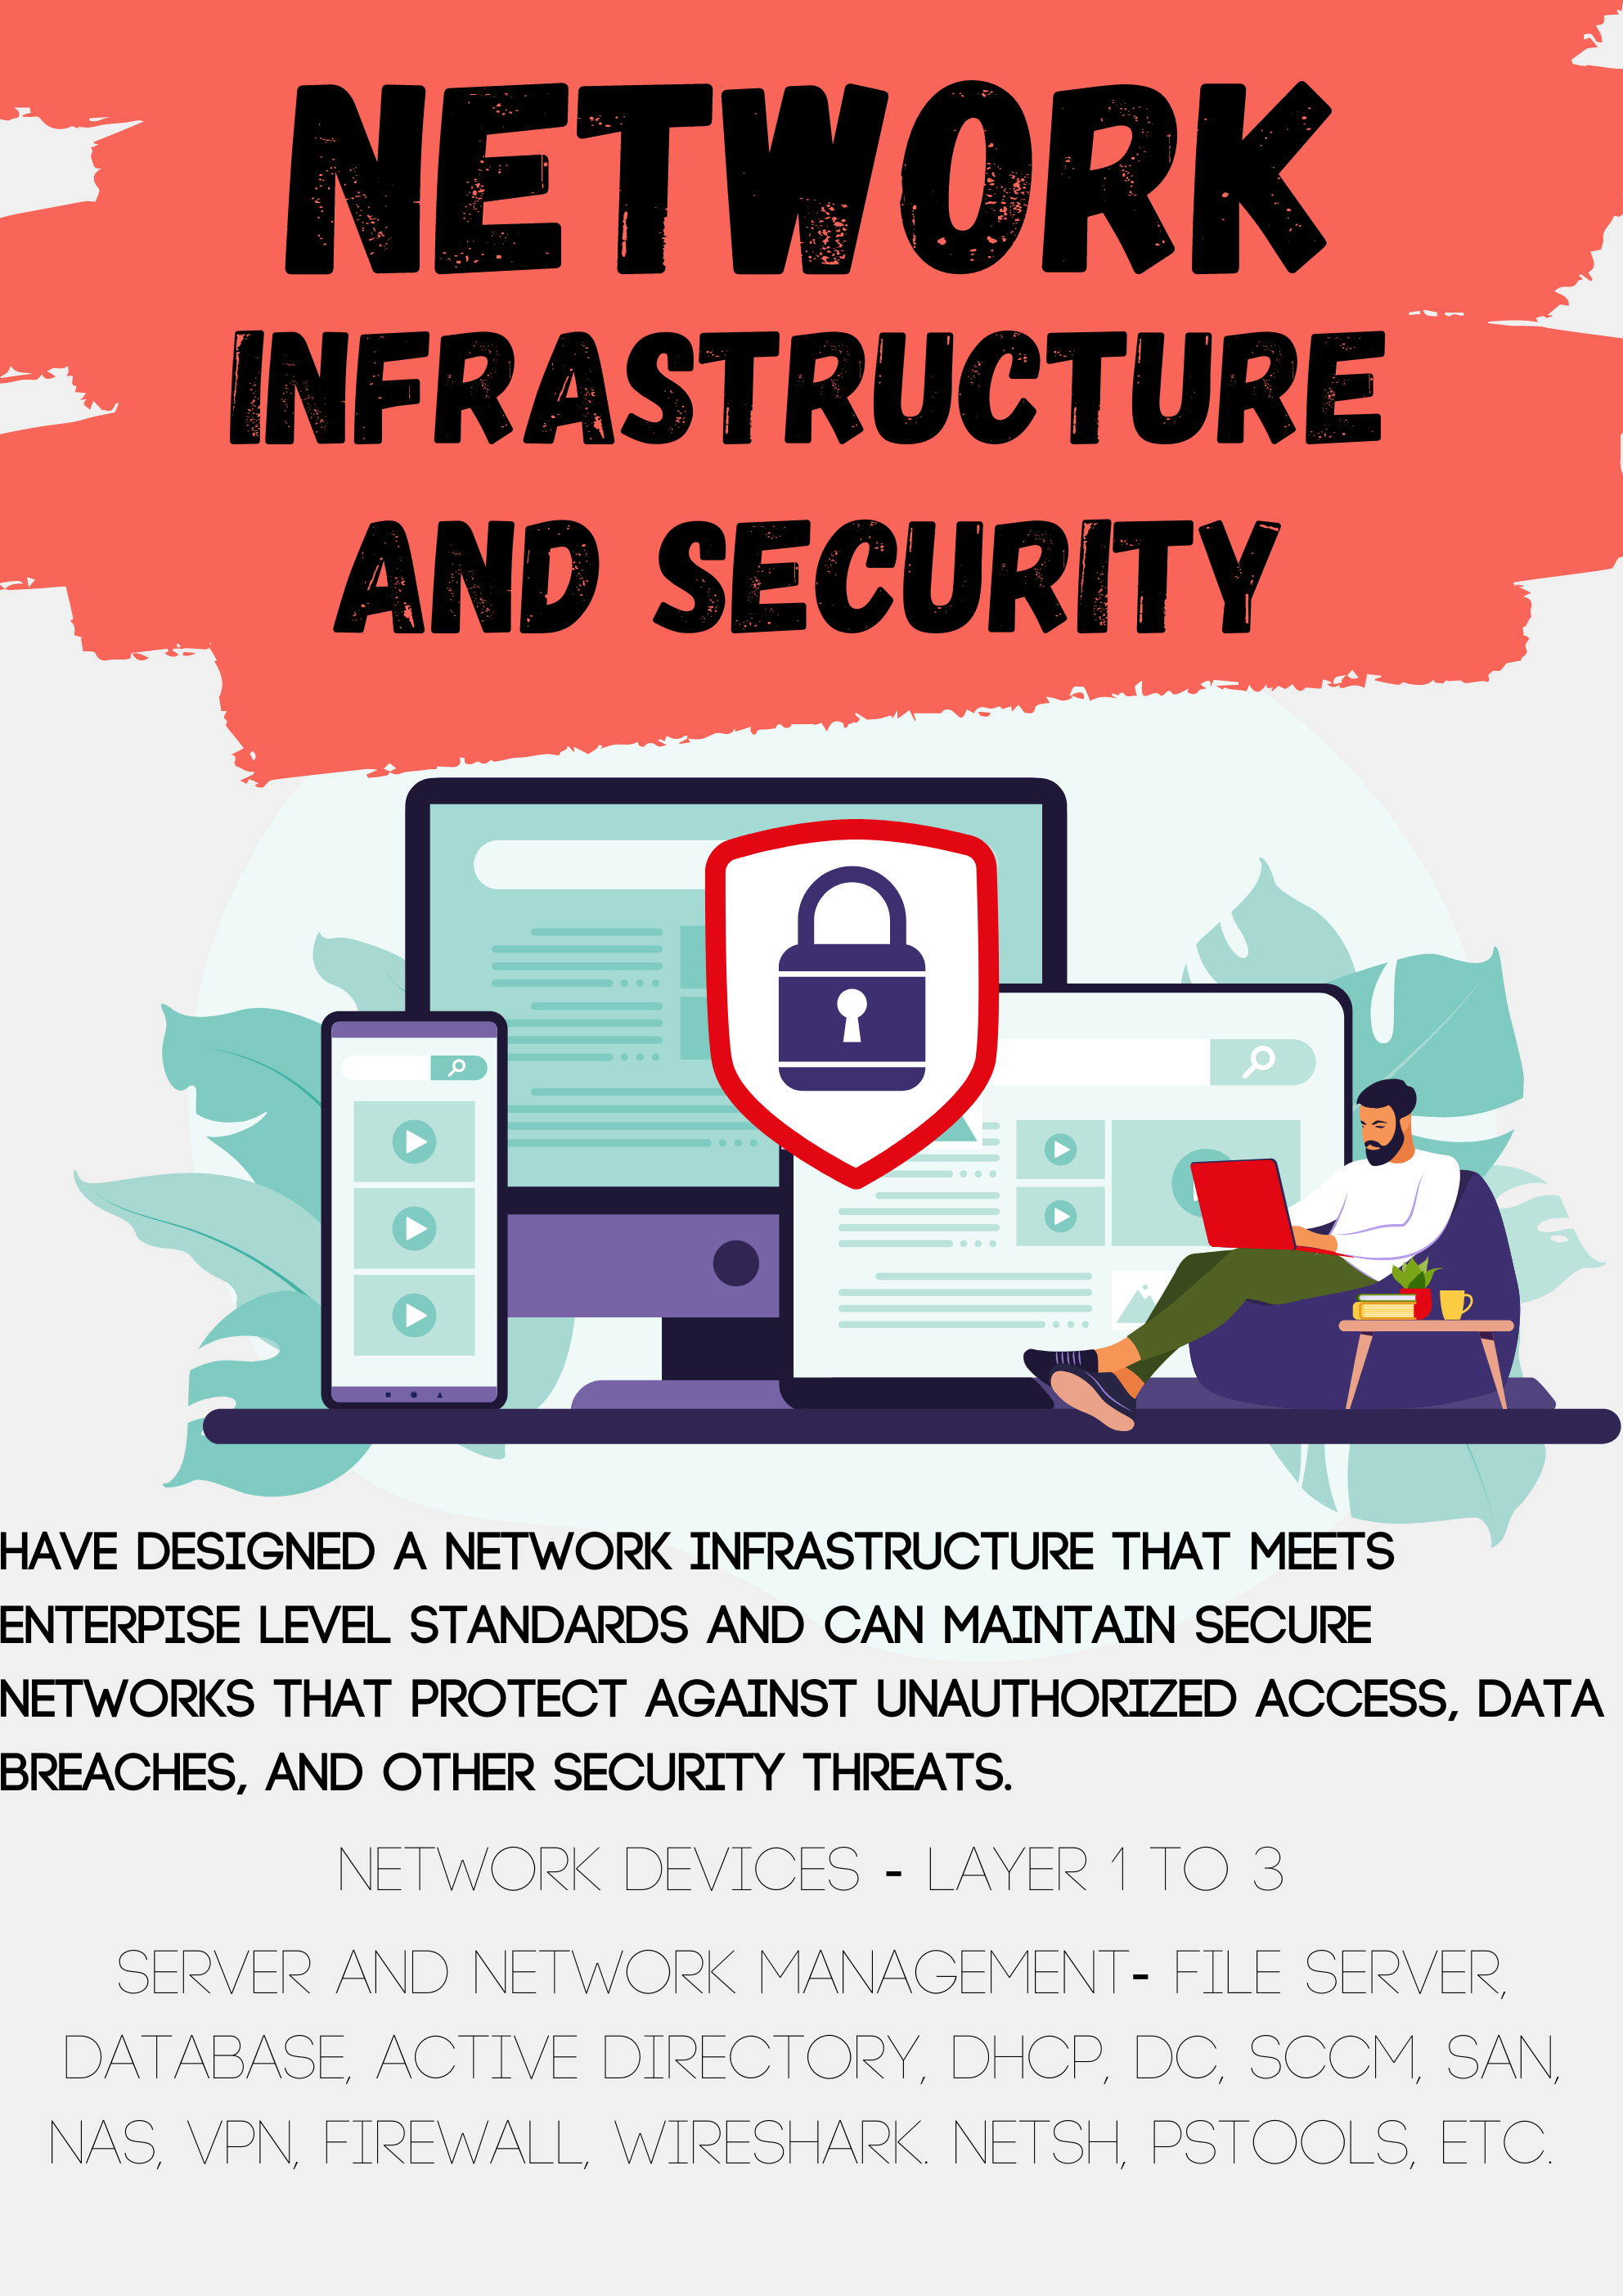 NETWORK
INFRASTRUCTURE
AND SECURITY
HAVE DESIGNED A NETWORK INFRASTRUCTURE THAT MEETS
ENTERPISE LEVEL STANDARDS AND CAN MAINTAIN SECURE
NETWORKS THAT PROTECT AGAINST UNAUTHORIZED ACCESS, DATA
BREACHES, AND OTHER SECURITY THREATS.
NETWORK DEVICES - LAYER 1 TO 3
SERVER AND NETWORK MANAGEMENT- FILE SERVER,
DATABASE, ACTIVE DIRECTORY, DHCP, DC, SCCM, SAN,
NAS, VPN, FIREWALL, WIRESHARK. NETSH, PSTOOLS, ETC.